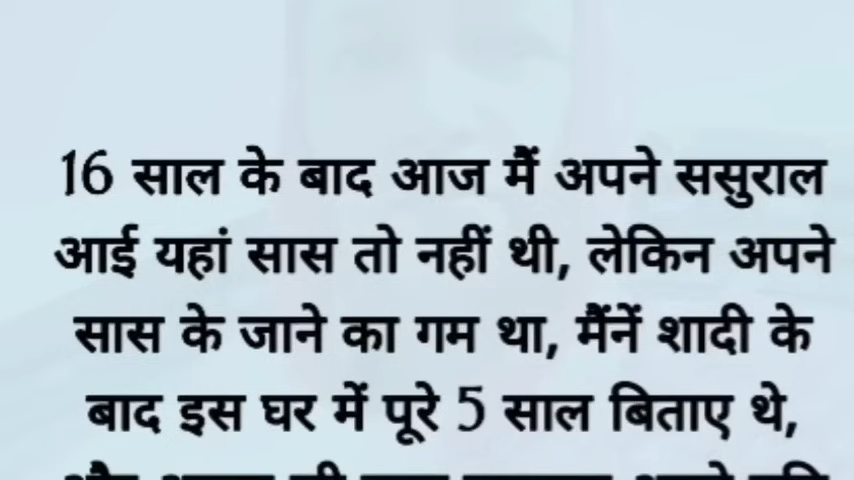 16 साल के बाद आज मैं अपने ससुराल
आई यहां सास तो नहीं थी, लेकिन अपने
सास के जाने का गम था, मैंनें शादी के
बाद इस घर में पूरे 5 साल बिताए थे,